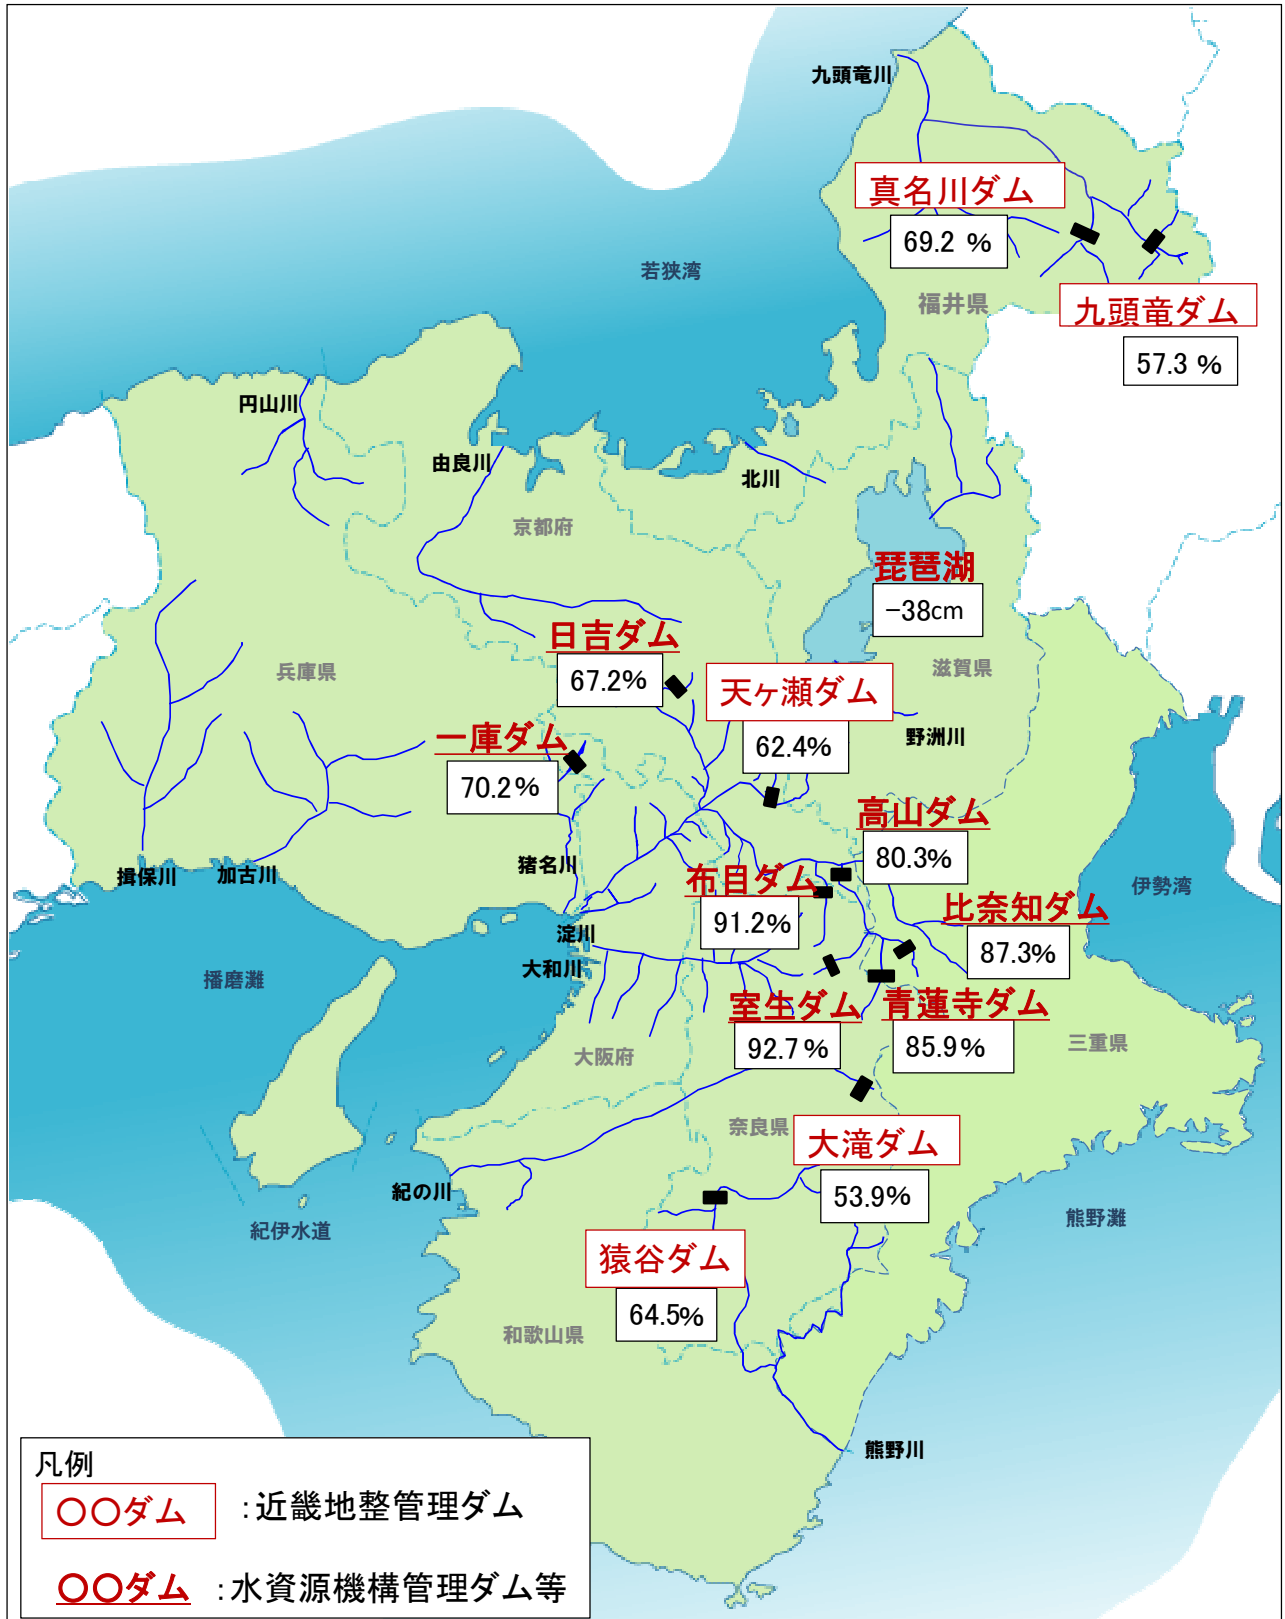 九頭竜川
真名川ダム
69.2 %
若狭湾
福井県
九頭竜ダム
57.3 %
円山川
由良川
北川
京都府
琵琶湖
-38cm
日吉ダム
67.2%
兵庫県
滋賀県
天ヶ瀬ダム
62.4%
野洲川
一庫ダム
70.2%
高山ダム
80.3%
猪名川
揖保川
加古川
布目ダム
91.2%
伊勢湾
比奈知ダム
87.3%
淀川
大和川
播磨灘
室生ダム
92.7%
青蓮寺ダム
85.9%
三重県
大阪府
奈良県
大滝ダム
53.9%
紀の川
紀伊水道
熊野灘
猿谷ダム
64.5%
和歌山県
熊野川
凡例
〇〇ダム :近畿地整管理ダム
〇〇ダム :水資源機構管理ダム等